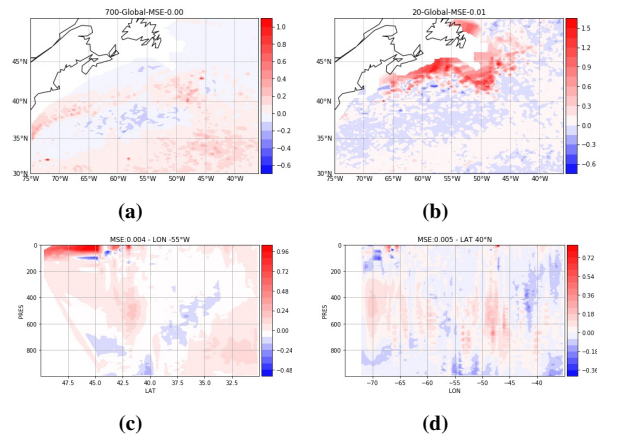 700-Global-MSE-0.00
45°N
40°N
35°N
30°N
75°W 70°W 65°W 60°W 55°W 50°W 45°W 40°W
1.0
0.8
0.6
0.4
0.2
0.0
−0.2
−0.4
−0.6
(a)
20-Global-MSE-0.01
45°N
40°N
35°N
30°N
75°W 70°W 65°W 60°W 55°W 50°W 45°W 40°W
1.5
1.2
0.9
0.6
0.3
0.0
−0.3
−0.6
(b)
MSE:0.004 - LON -55°W
PRES
0
200
400
600
800
47.5 45.0 42.5 40.0 37.5 35.0 32.5
LAT
0.96
0.72
0.48
0.24
0.00
−0.24
−0.48
(c)
MSE:0.005 - LAT 40°N
PRES
0
200
400
600
800
−70 −65 −60 −55 −50 −45 −40
LON
0.72
0.54
0.36
0.18
0.00
−0.18
−0.36
(d)